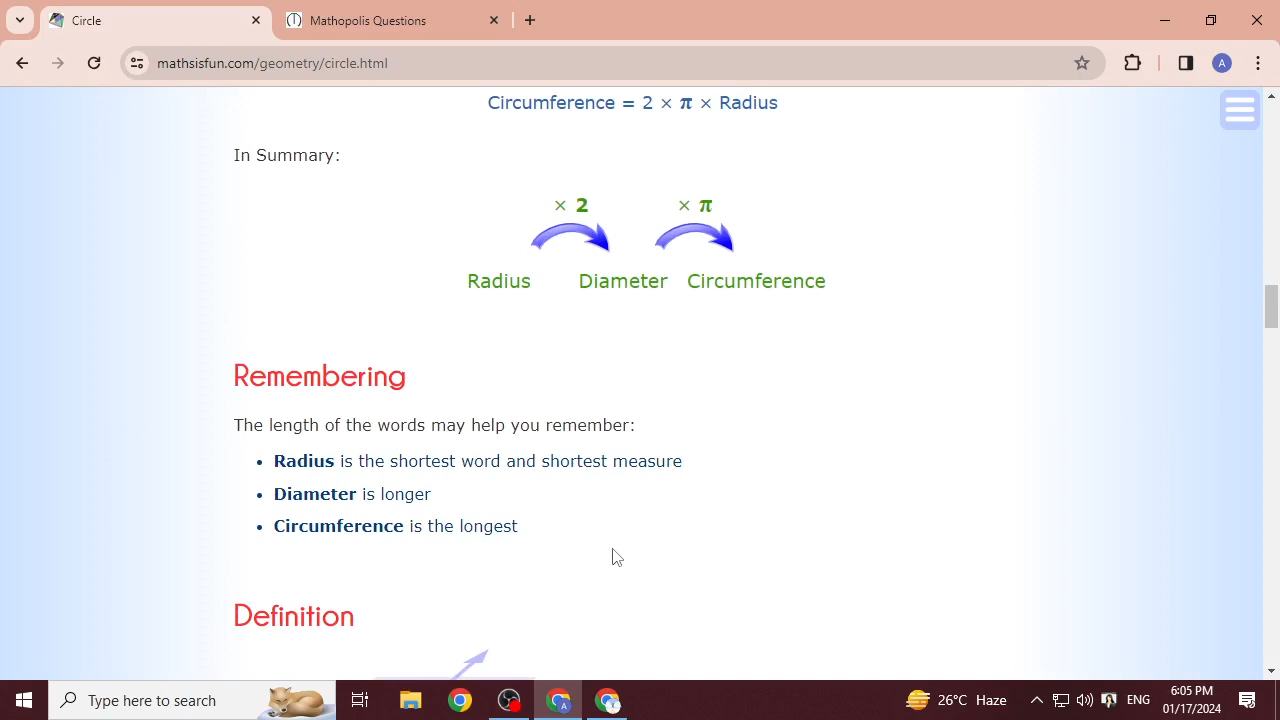 Circle
Mathopolis Questions
mathsisfun.com/geometry/circle.html
A
Circumference = 2 × π × Radius
In Summary:
× 2 × π
Radius Diameter Circumference
Remembering
The length of the words may help you remember:
• Radius is the shortest word and shortest measure
• Diameter is longer
• Circumference is the longest
Definition
Type here to search
26°C Haze
ENG
6:05 PM
01/17/2024